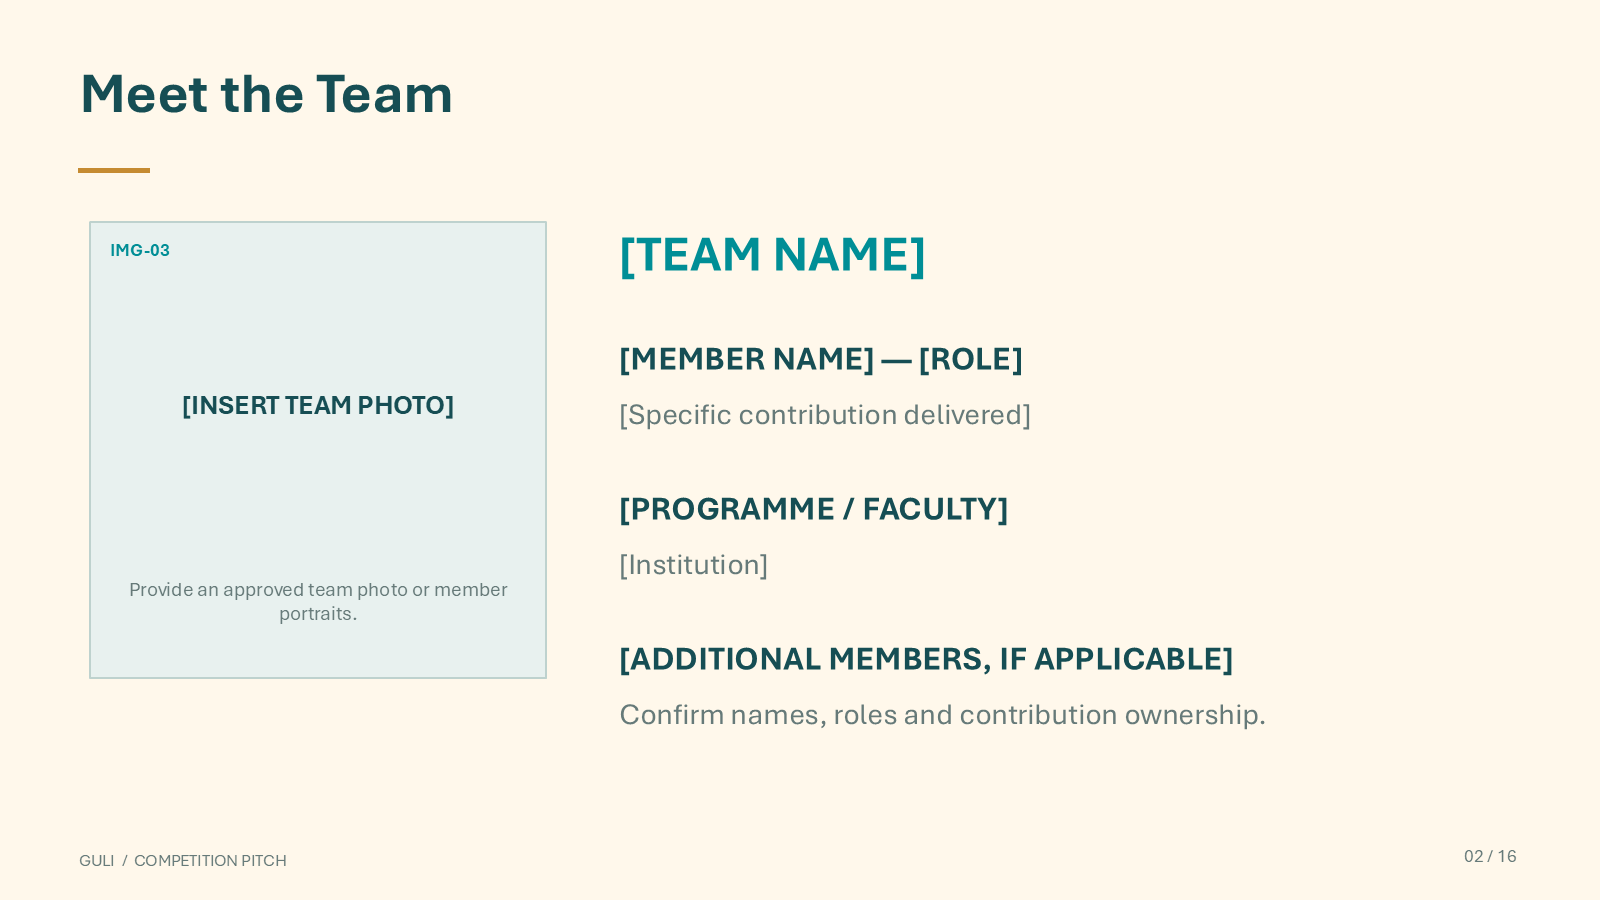 Meet the Team
IMG-03
[INSERT TEAM PHOTO]
Provide an approved team photo or member
portraits.
[TEAM NAME]
[MEMBER NAME] — [ROLE]
[Specific contribution delivered]
[PROGRAMME / FACULTY]
[Institution]
[ADDITIONAL MEMBERS, IF APPLICABLE]
Confirm names, roles and contribution ownership.
GULI / COMPETITION PITCH
02 / 16